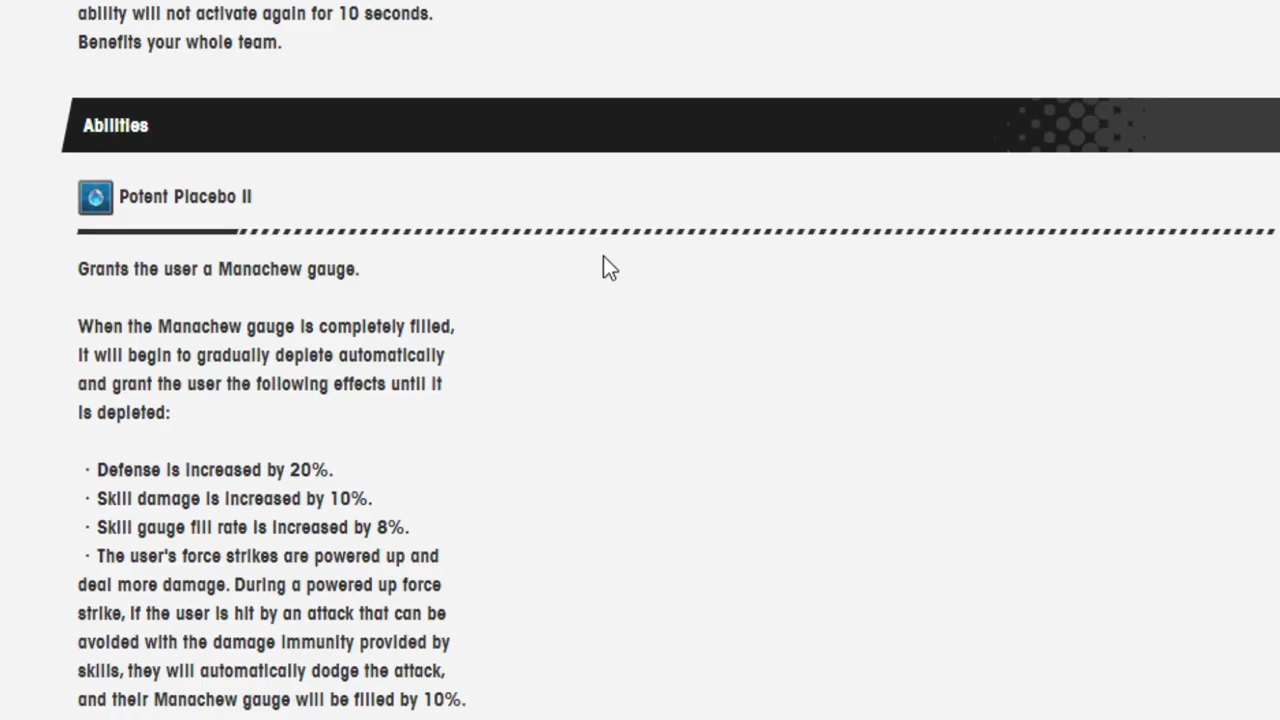 ability will not activate again for 10 seconds.
Benefits your whole team.
Abilities
Potent Placebo II
Grants the user a Manachew gauge.
When the Manachew gauge is completely filled,
it will begin to gradually deplete automatically
and grant the user the following effects until it
is depleted:
· Defense is increased by 20%.
· Skill damage is increased by 10%.
· Skill gauge fill rate is increased by 8%.
· The user's force strikes are powered up and
deal more damage. During a powered up force
strike, if the user is hit by an attack that can be
avoided with the damage immunity provided by
skills, they will automatically dodge the attack,
and their Manachew gauge will be filled by 10%.